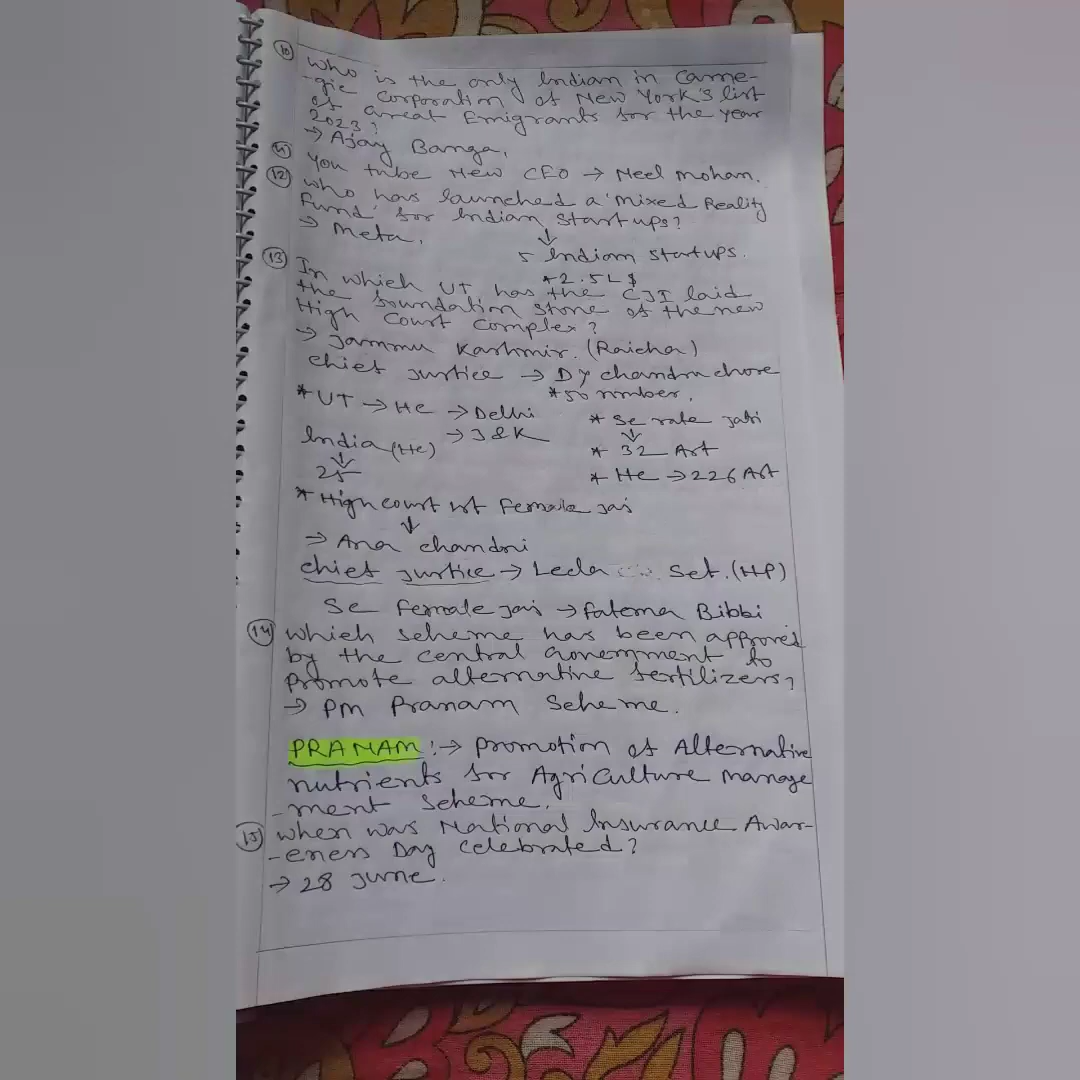 10 Who is the only Indian in Carne-
-gie Corporation of New York's list
of Great Emigrants for the year
2023?
→ Ajay Banga.
11 You tube New CEO → Neel mohan.
12 Who has launched a 'mixed Reality
Fund' for Indian startups?
→ Meta.
↓
5 Indian startups.
* 2.5L $
13 In which UT has the CJI laid
the foundation stone of the new
High Court Complex?
→ Jammu Kashmir. (Raicha)
Chief justice → DY chandrachore
* 50 number.
* UT → Hc → Delhi
→ J&K
* Sc rate jabi
↓
* 32 Art
India (Hc)
↓
25
* Hc → 226 Art
* High court 1st Female jaj
↓
→ Ana chandni
chief justice → Leela Set. (HP)
Sc Female jaj → Fatema Bibbi
14 which scheme has been approved
by the central Government to
promote alternative fertilizers?
→ PM Pranam Scheme.
PRANAM :→ promotion of Alternative
nutrients for Agriculture manage
-ment scheme.
15 when was National Insurance Awar-
-eness Day celebrated?
→ 28 June.